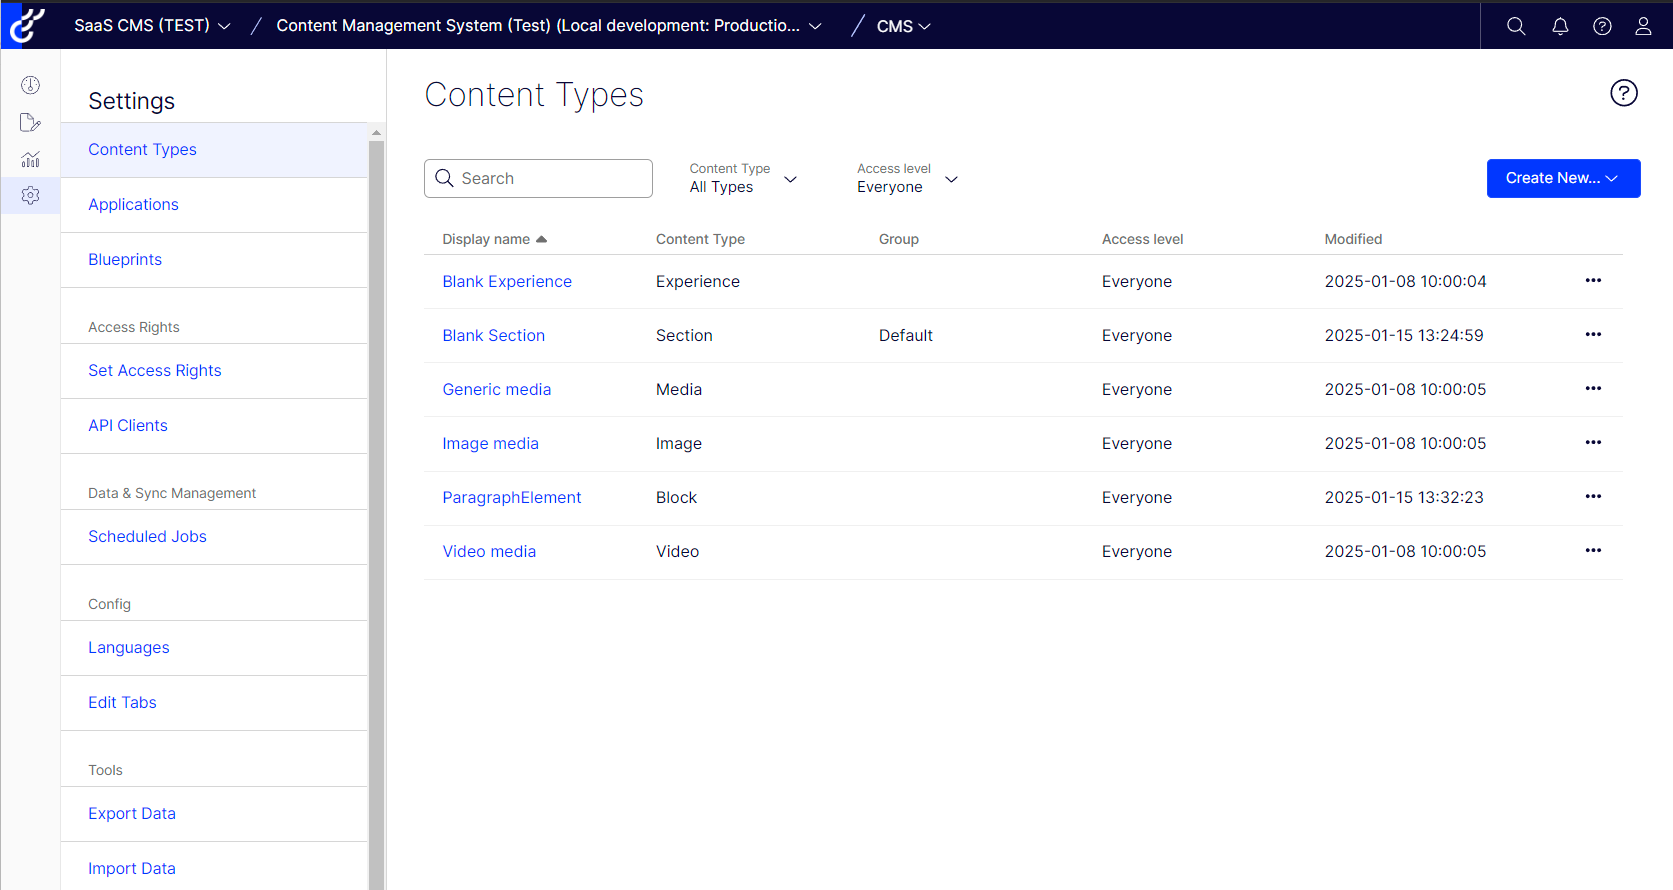 SaaS CMS (TEST) / Content Management System (Test) (Local development: Productio... / CMS
Settings
Content Types
Applications
Blueprints
Access Rights
Set Access Rights
API Clients
Data & Sync Management
Scheduled Jobs
Config
Languages
Edit Tabs
Tools
Export Data
Import Data
Content Types
Search
Content Type
All Types
Access level
Everyone
Create New...
Display name Content Type Group Access level Modified
Blank Experience Experience Everyone 2025-01-08 10:00:04
Blank Section Section Default Everyone 2025-01-15 13:24:59
Generic media Media Everyone 2025-01-08 10:00:05
Image media Image Everyone 2025-01-08 10:00:05
ParagraphElement Block Everyone 2025-01-15 13:32:23
Video media Video Everyone 2025-01-08 10:00:05